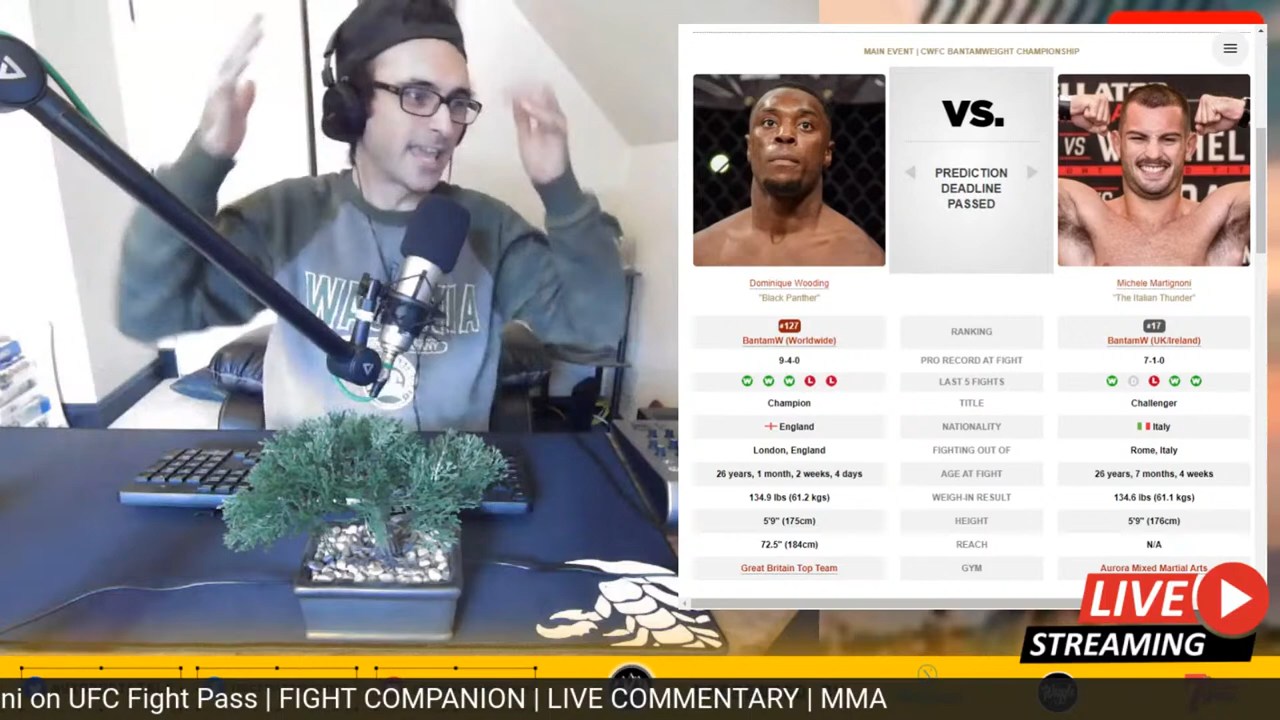 MAIN EVENT | CWFC BANTAMWEIGHT CHAMPIONSHIP
VS.
PREDICTION
DEADLINE
PASSED
Dominique Wooding
"Black Panther"
Michele Martignoni
"The Italian Thunder"
#127
BantamW (Worldwide)
RANKING
#17
BantamW (UK/Ireland)
9-4-0
PRO RECORD AT FIGHT
7-1-0
W W W L L
LAST 5 FIGHTS
W D L W W
Champion
TITLE
Challenger
England
NATIONALITY
Italy
London, England
FIGHTING OUT OF
Rome, Italy
26 years, 1 month, 2 weeks, 4 days
AGE AT FIGHT
26 years, 7 months, 4 weeks
134.9 lbs (61.2 kgs)
WEIGH-IN RESULT
134.6 lbs (61.1 kgs)
5'9" (175cm)
HEIGHT
5'9" (176cm)
72.5" (184cm)
REACH
N/A
Great Britain Top Team
GYM
Aurora Mixed Martial Arts
LIVE
STREAMING
ni on UFC Fight Pass | FIGHT COMPANION | LIVE COMMENTARY | MMA